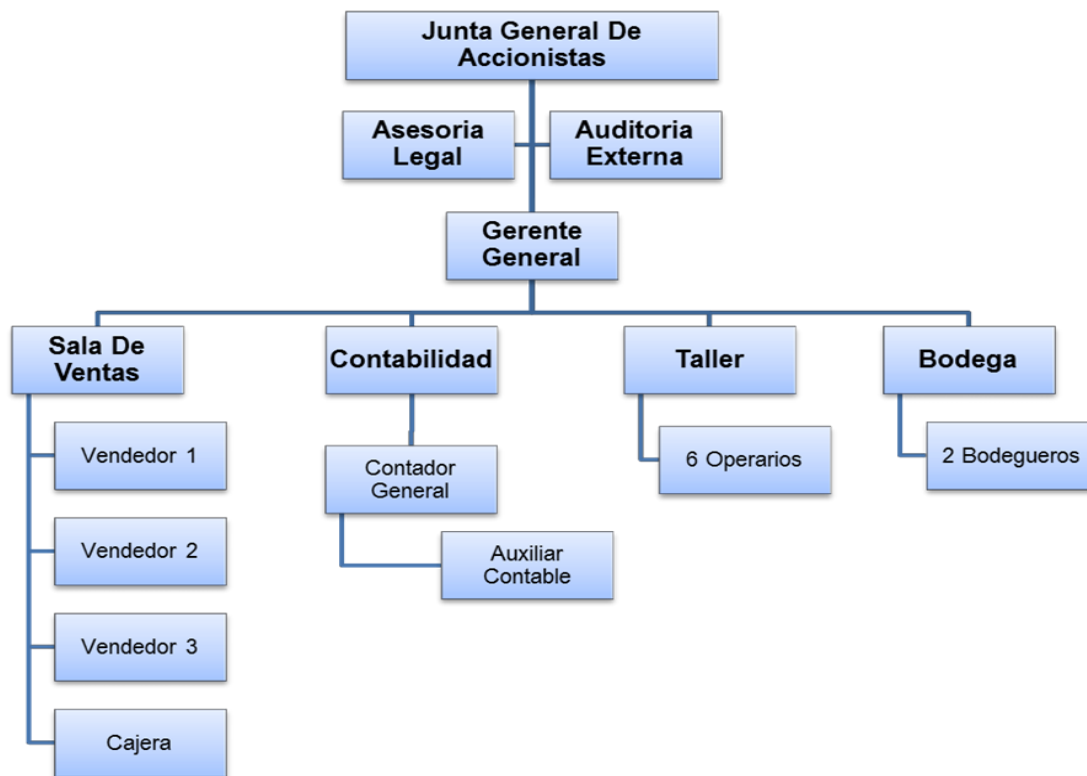 Junta General De
Accionistas
Asesoria
Legal
Auditoria
Externa
Gerente
General
Sala De
Ventas
Contabilidad
Taller
Bodega
Vendedor 1
Contador
General
6 Operarios
2 Bodegueros
Vendedor 2
Auxiliar
Contable
Vendedor 3
Cajera